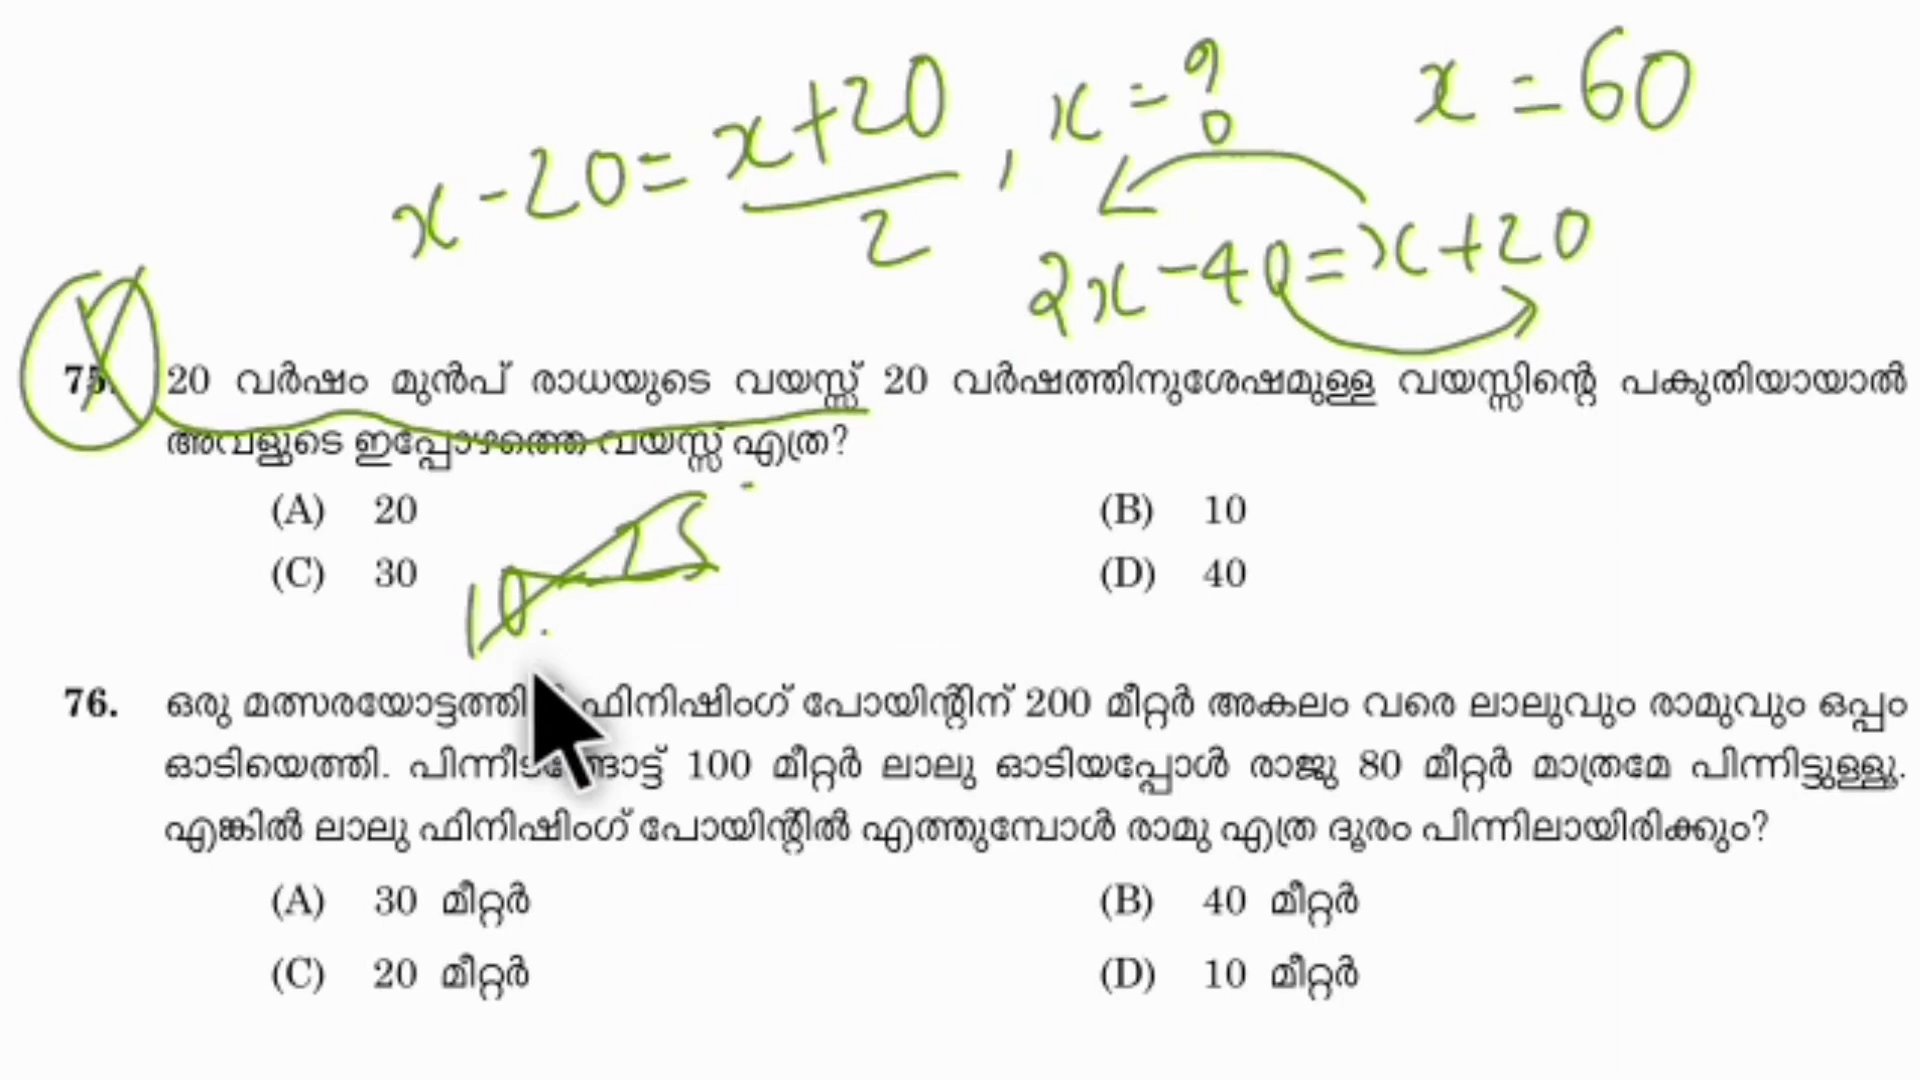 x - 20 = x+20/2 , x = ? x = 60
2x - 40 = x + 20
75. 20 വർഷം മുൻപ് രാധയുടെ വയസ്സ് 20 വർഷത്തിനുശേഷമുള്ള വയസ്സിന്റെ പകുതിയായാൽ
അവളുടെ ഇപ്പോഴത്തെ വയസ്സ് എത്ര?
(A) 20 (B) 10
(C) 30 (D) 40
10
76. ഒരു മത്സരയോട്ടത്തിൽ ഫിനിഷിംഗ് പോയിന്റിന് 200 മീറ്റർ അകലം വരെ ലാലുവും രാമുവും ഒപ്പം
ഓടിയെത്തി. പിന്നീടങ്ങോട്ട് 100 മീറ്റർ ലാലു ഓടിയപ്പോൾ രാജു 80 മീറ്റർ മാത്രമേ പിന്നിട്ടുള്ളൂ.
എങ്കിൽ ലാലു ഫിനിഷിംഗ് പോയിന്റിൽ എത്തുമ്പോൾ രാമു എത്ര ദൂരം പിന്നിലായിരിക്കും?
(A) 30 മീറ്റർ (B) 40 മീറ്റർ
(C) 20 മീറ്റർ (D) 10 മീറ്റർ